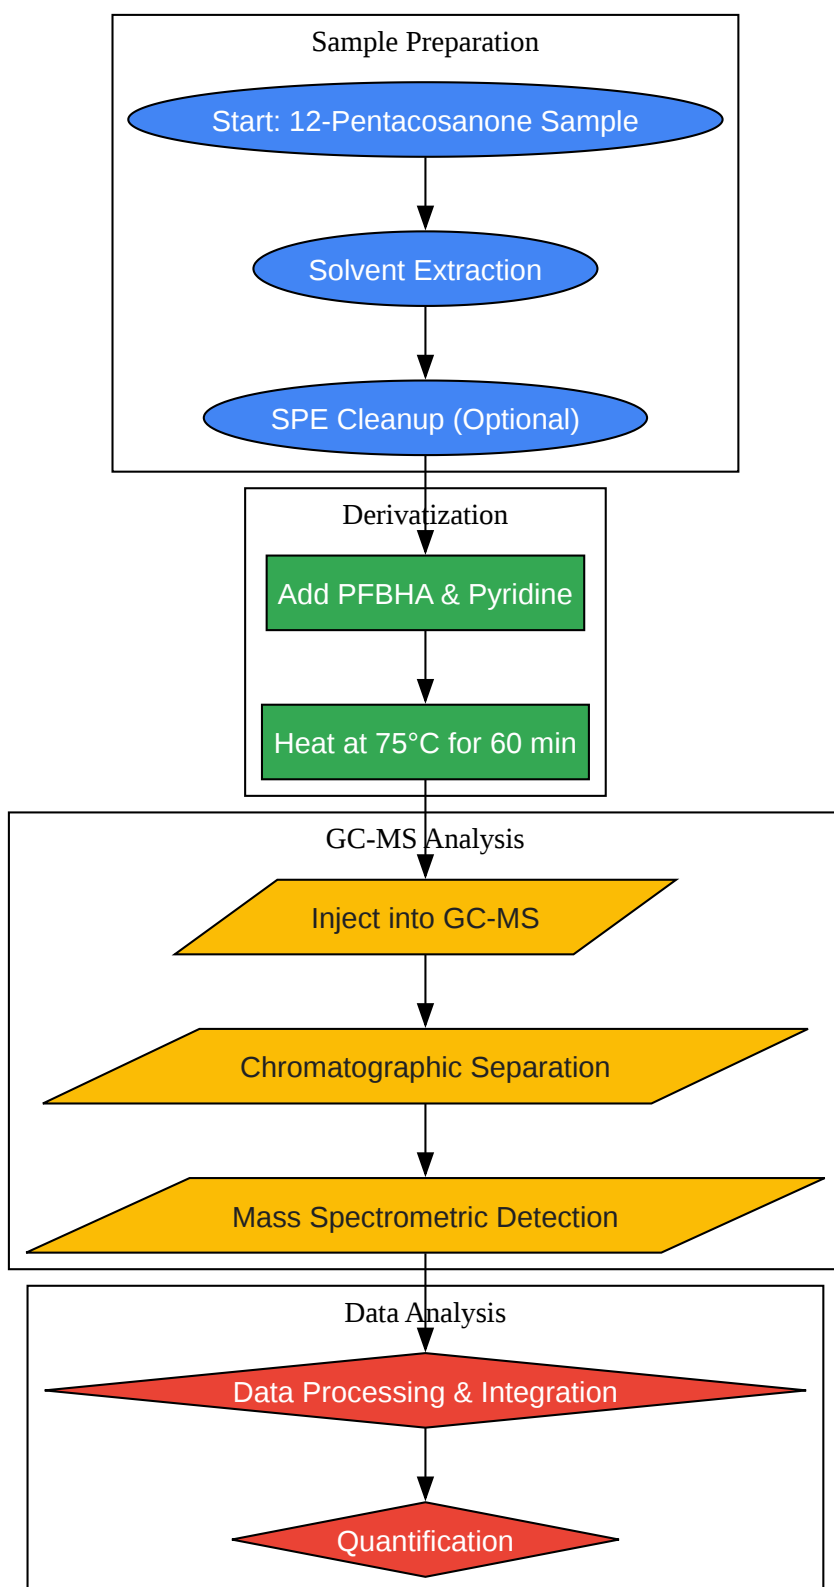 Sample Preparation
Start: 12-Pentacosanone Sample
Solvent Extraction
SPE Cleanup (Optional)
Derivatization
Add PFBHA & Pyridine
Heat at 75°C for 60 min
GC-MS Analysis
Inject into GC-MS
Chromatographic Separation
Mass Spectrometric Detection
Data Analysis
Data Processing & Integration
Quantification